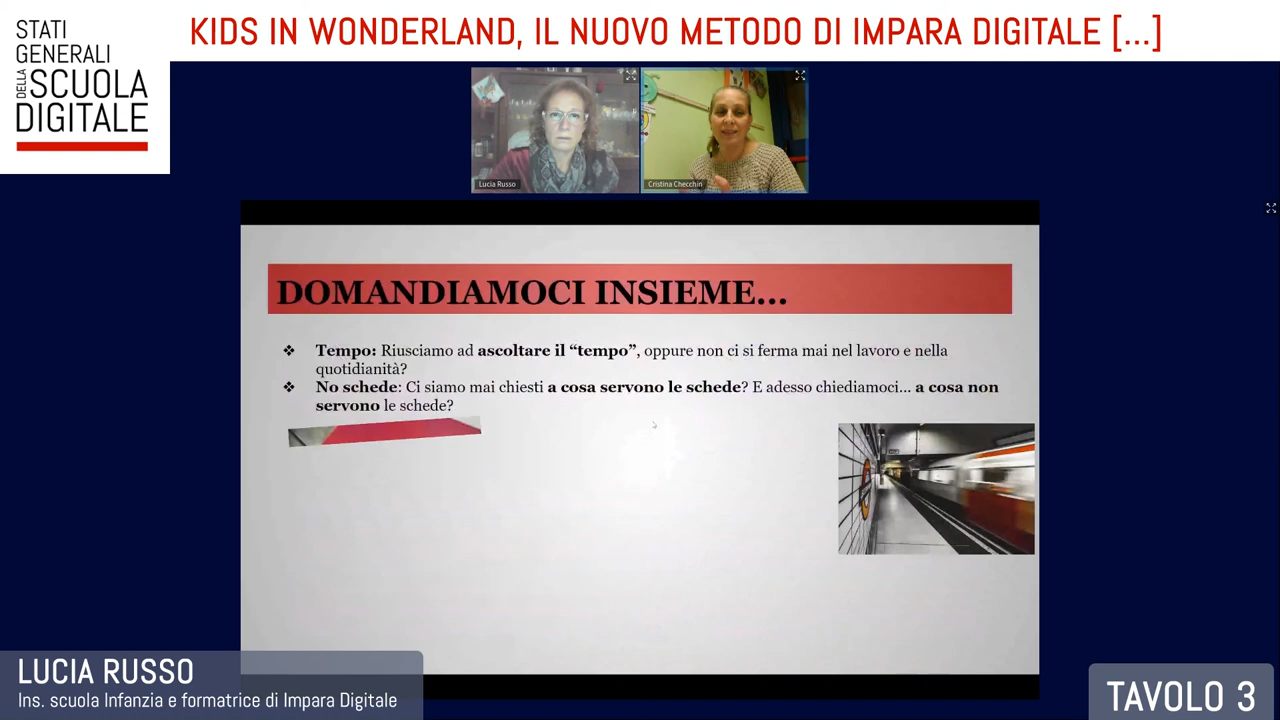 STATI
GENERALI
DELLA SCUOLA
DIGITALE
KIDS IN WONDERLAND, IL NUOVO METODO DI IMPARA DIGITALE [...]
Lucia Russo
Cristina Checchin
DOMANDIAMOCI INSIEME...
❖ Tempo: Riusciamo ad ascoltare il “tempo”, oppure non ci si ferma mai nel lavoro e nella
quotidianità?
❖ No schede: Ci siamo mai chiesti a cosa servono le schede? E adesso chiediamoci... a cosa non
servono le schede?
LUCIA RUSSO
Ins. scuola Infanzia e formatrice di Impara Digitale
TAVOLO 3